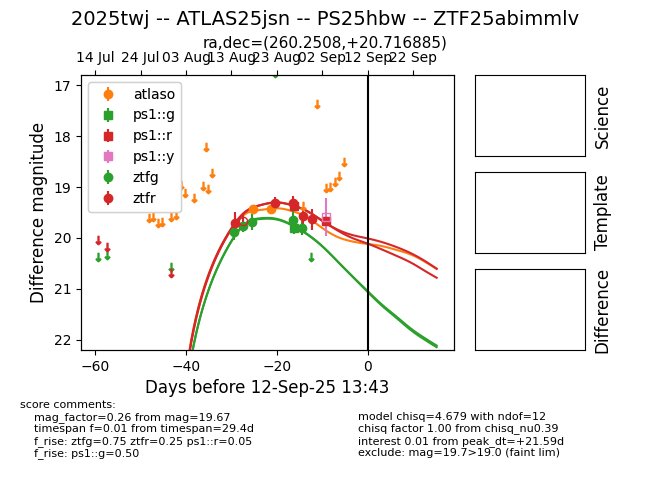 2025twj -- ATLAS25jsn -- PS25hbw -- ZTF25abimmlv
ra,dec=(260.2508,+20.716885)
14 Jul 24 Jul 03 Aug 13 Aug 23 Aug 02 Sep 12 Sep 22 Sep
17
18
19
20
21
22
Difference magnitude
atlaso
ps1::g
ps1::r
ps1::y
ztfg
ztfr
−60 −40 −20 0
Days before 12-Sep-25 13:43
Science
Template
Difference
score comments:
mag_factor=0.26 from mag=19.67
timespan f=0.01 from timespan=29.4d
f_rise: ztfg=0.75 ztfr=0.25 ps1::r=0.05
f_rise: ps1::g=0.50
model chisq=4.679 with ndof=12
chisq factor 1.00 from chisq_nu0.39
interest 0.01 from peak_dt=+21.59d
exclude: mag=19.7>19.0 (faint lim)